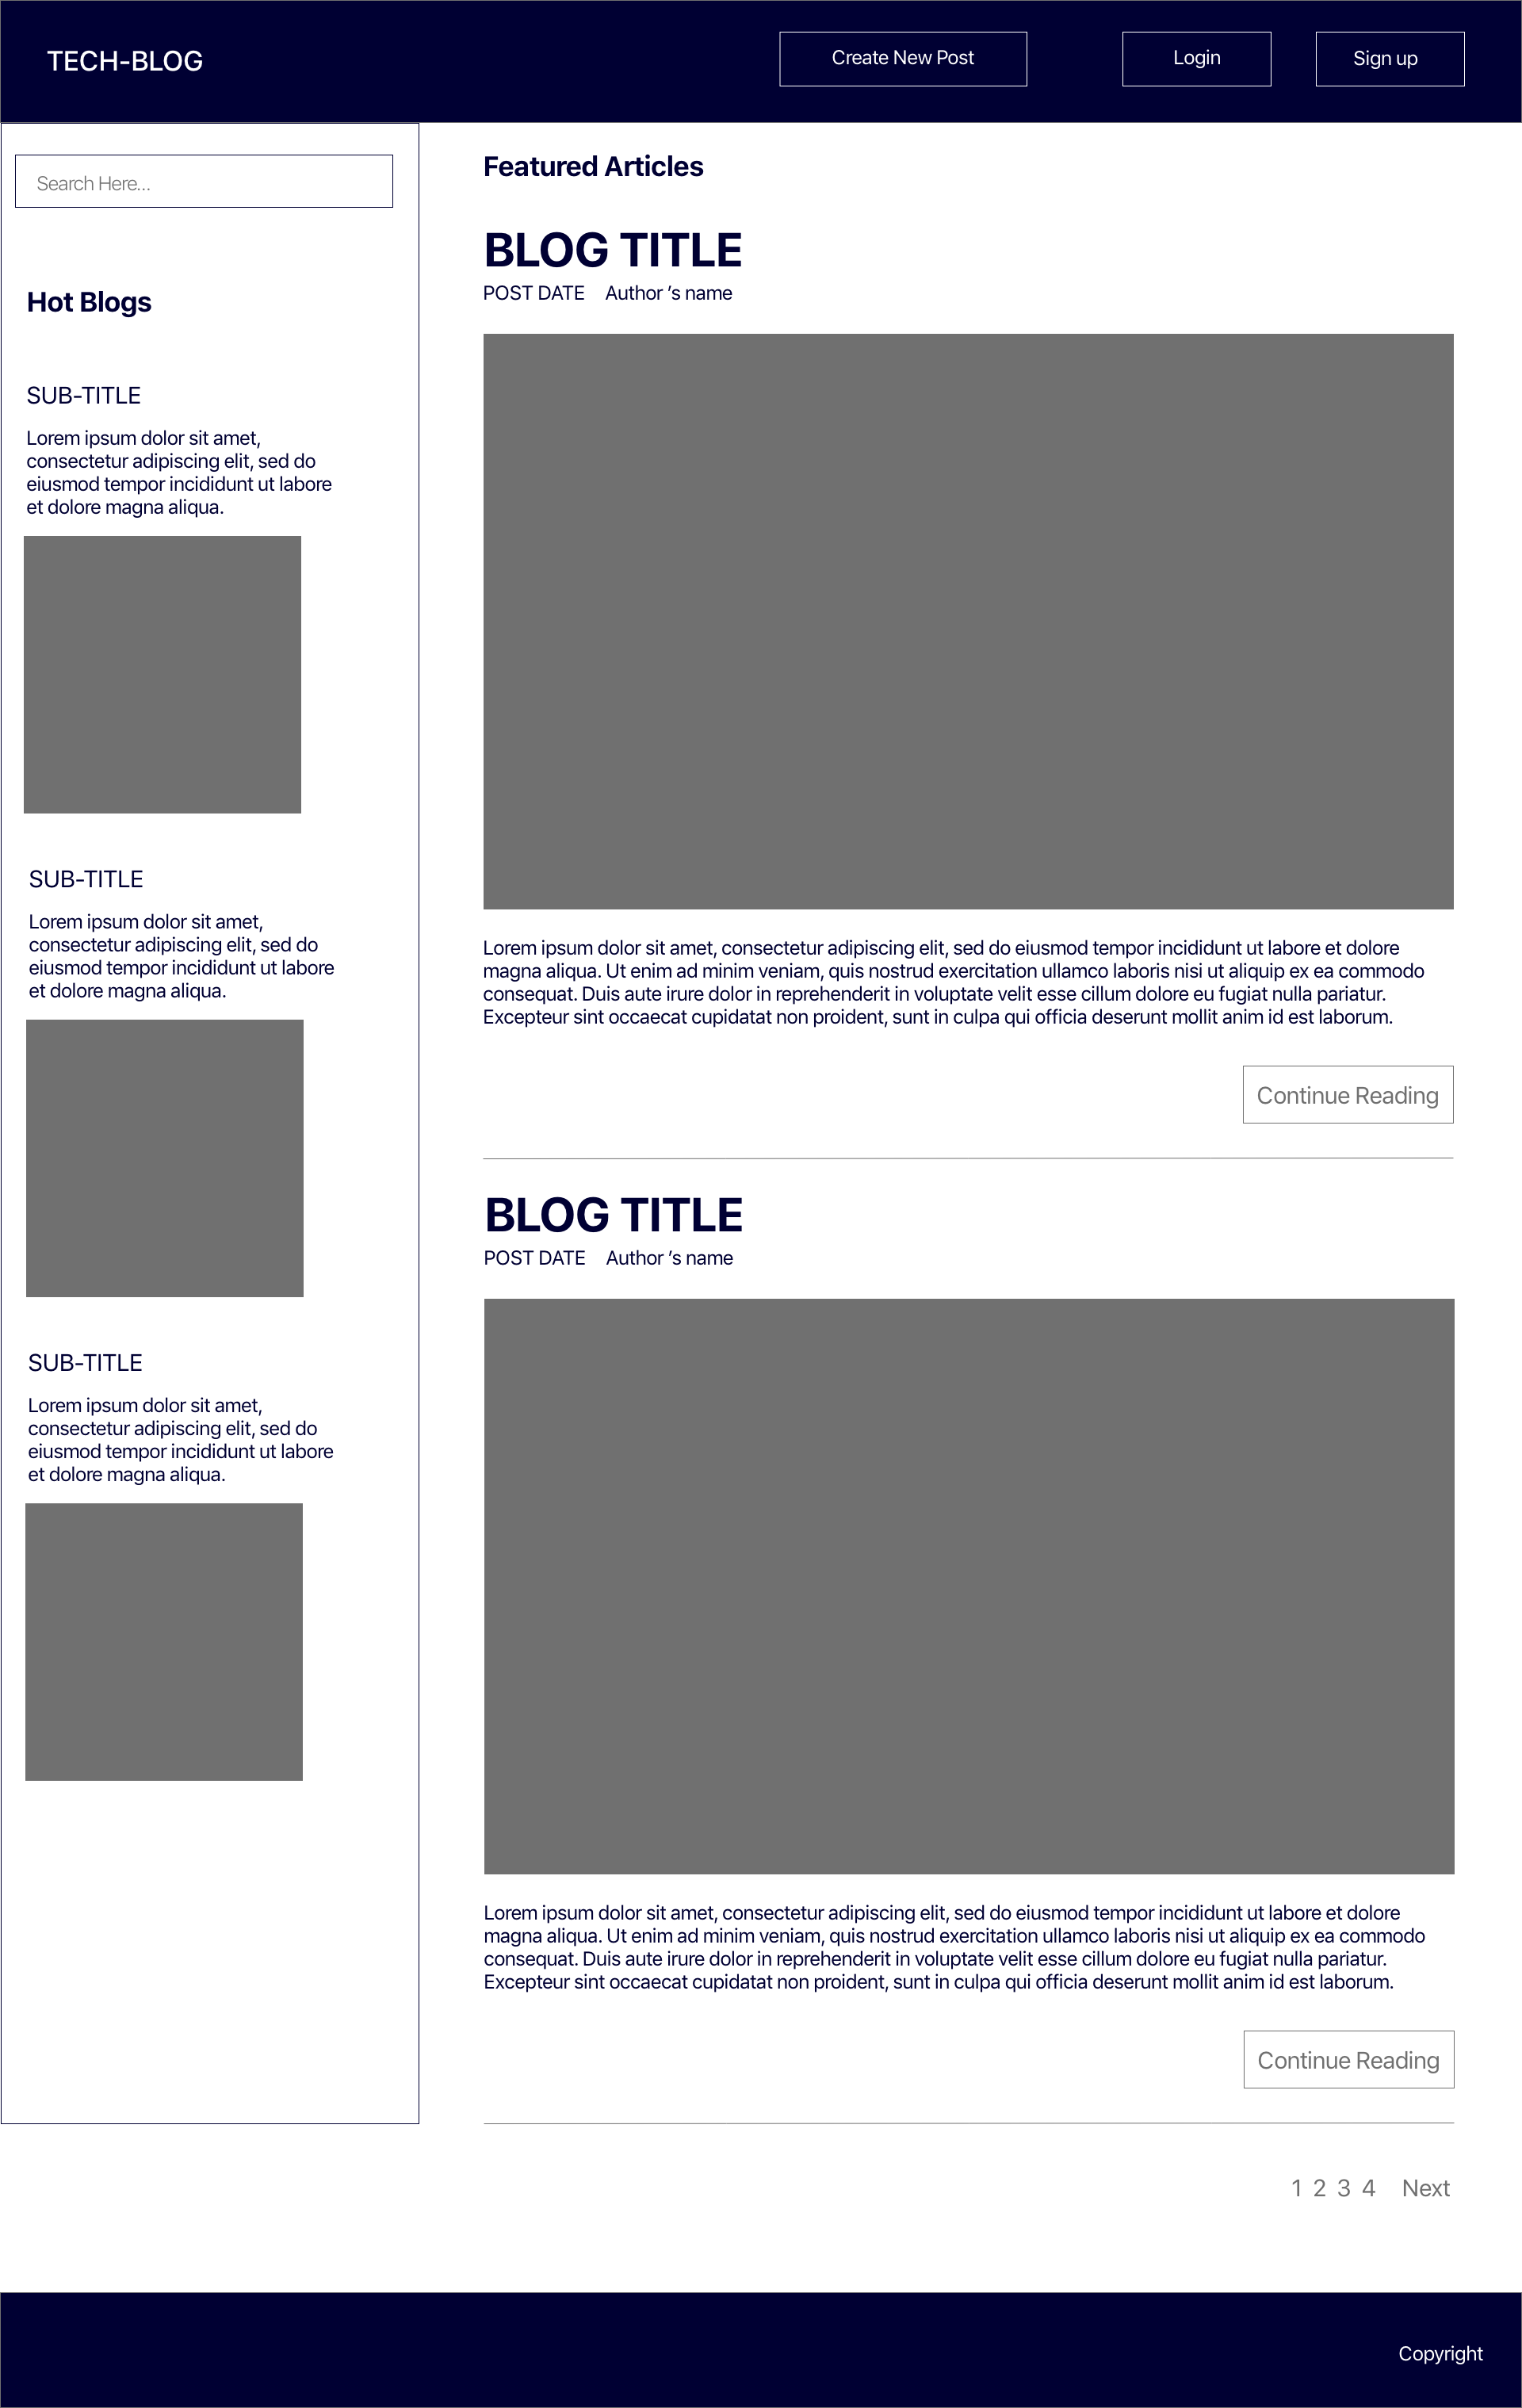 TECH-BLOG
Create New Post
Login
Sign up
Search Here...
Hot Blogs
SUB-TITLE
Lorem ipsum dolor sit amet,
consectetur adipiscing elit, sed do
eiusmod tempor incididunt ut labore
et dolore magna aliqua.
SUB-TITLE
Lorem ipsum dolor sit amet,
consectetur adipiscing elit, sed do
eiusmod tempor incididunt ut labore
et dolore magna aliqua.
SUB-TITLE
Lorem ipsum dolor sit amet,
consectetur adipiscing elit, sed do
eiusmod tempor incididunt ut labore
et dolore magna aliqua.
Featured Articles
BLOG TITLE
POST DATE Author ’s name
Lorem ipsum dolor sit amet, consectetur adipiscing elit, sed do eiusmod tempor incididunt ut labore et dolore
magna aliqua. Ut enim ad minim veniam, quis nostrud exercitation ullamco laboris nisi ut aliquip ex ea commodo
consequat. Duis aute irure dolor in reprehenderit in voluptate velit esse cillum dolore eu fugiat nulla pariatur.
Excepteur sint occaecat cupidatat non proident, sunt in culpa qui officia deserunt mollit anim id est laborum.
Continue Reading
BLOG TITLE
POST DATE Author ’s name
Lorem ipsum dolor sit amet, consectetur adipiscing elit, sed do eiusmod tempor incididunt ut labore et dolore
magna aliqua. Ut enim ad minim veniam, quis nostrud exercitation ullamco laboris nisi ut aliquip ex ea commodo
consequat. Duis aute irure dolor in reprehenderit in voluptate velit esse cillum dolore eu fugiat nulla pariatur.
Excepteur sint occaecat cupidatat non proident, sunt in culpa qui officia deserunt mollit anim id est laborum.
Continue Reading
1 2 3 4 Next
Copyright